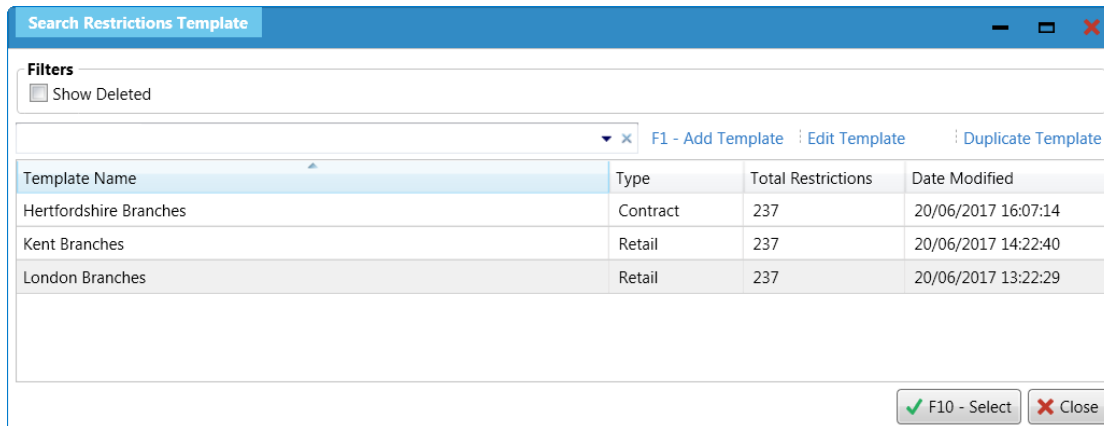 Search Restrictions Template
Filters
Show Deleted
F1 - Add Template Edit Template Duplicate Template
Template Name Type Total Restrictions Date Modified
Hertfordshire Branches Contract 237 20/06/2017 16:07:14
Kent Branches Retail 237 20/06/2017 14:22:40
London Branches Retail 237 20/06/2017 13:22:29
F10 - Select Close